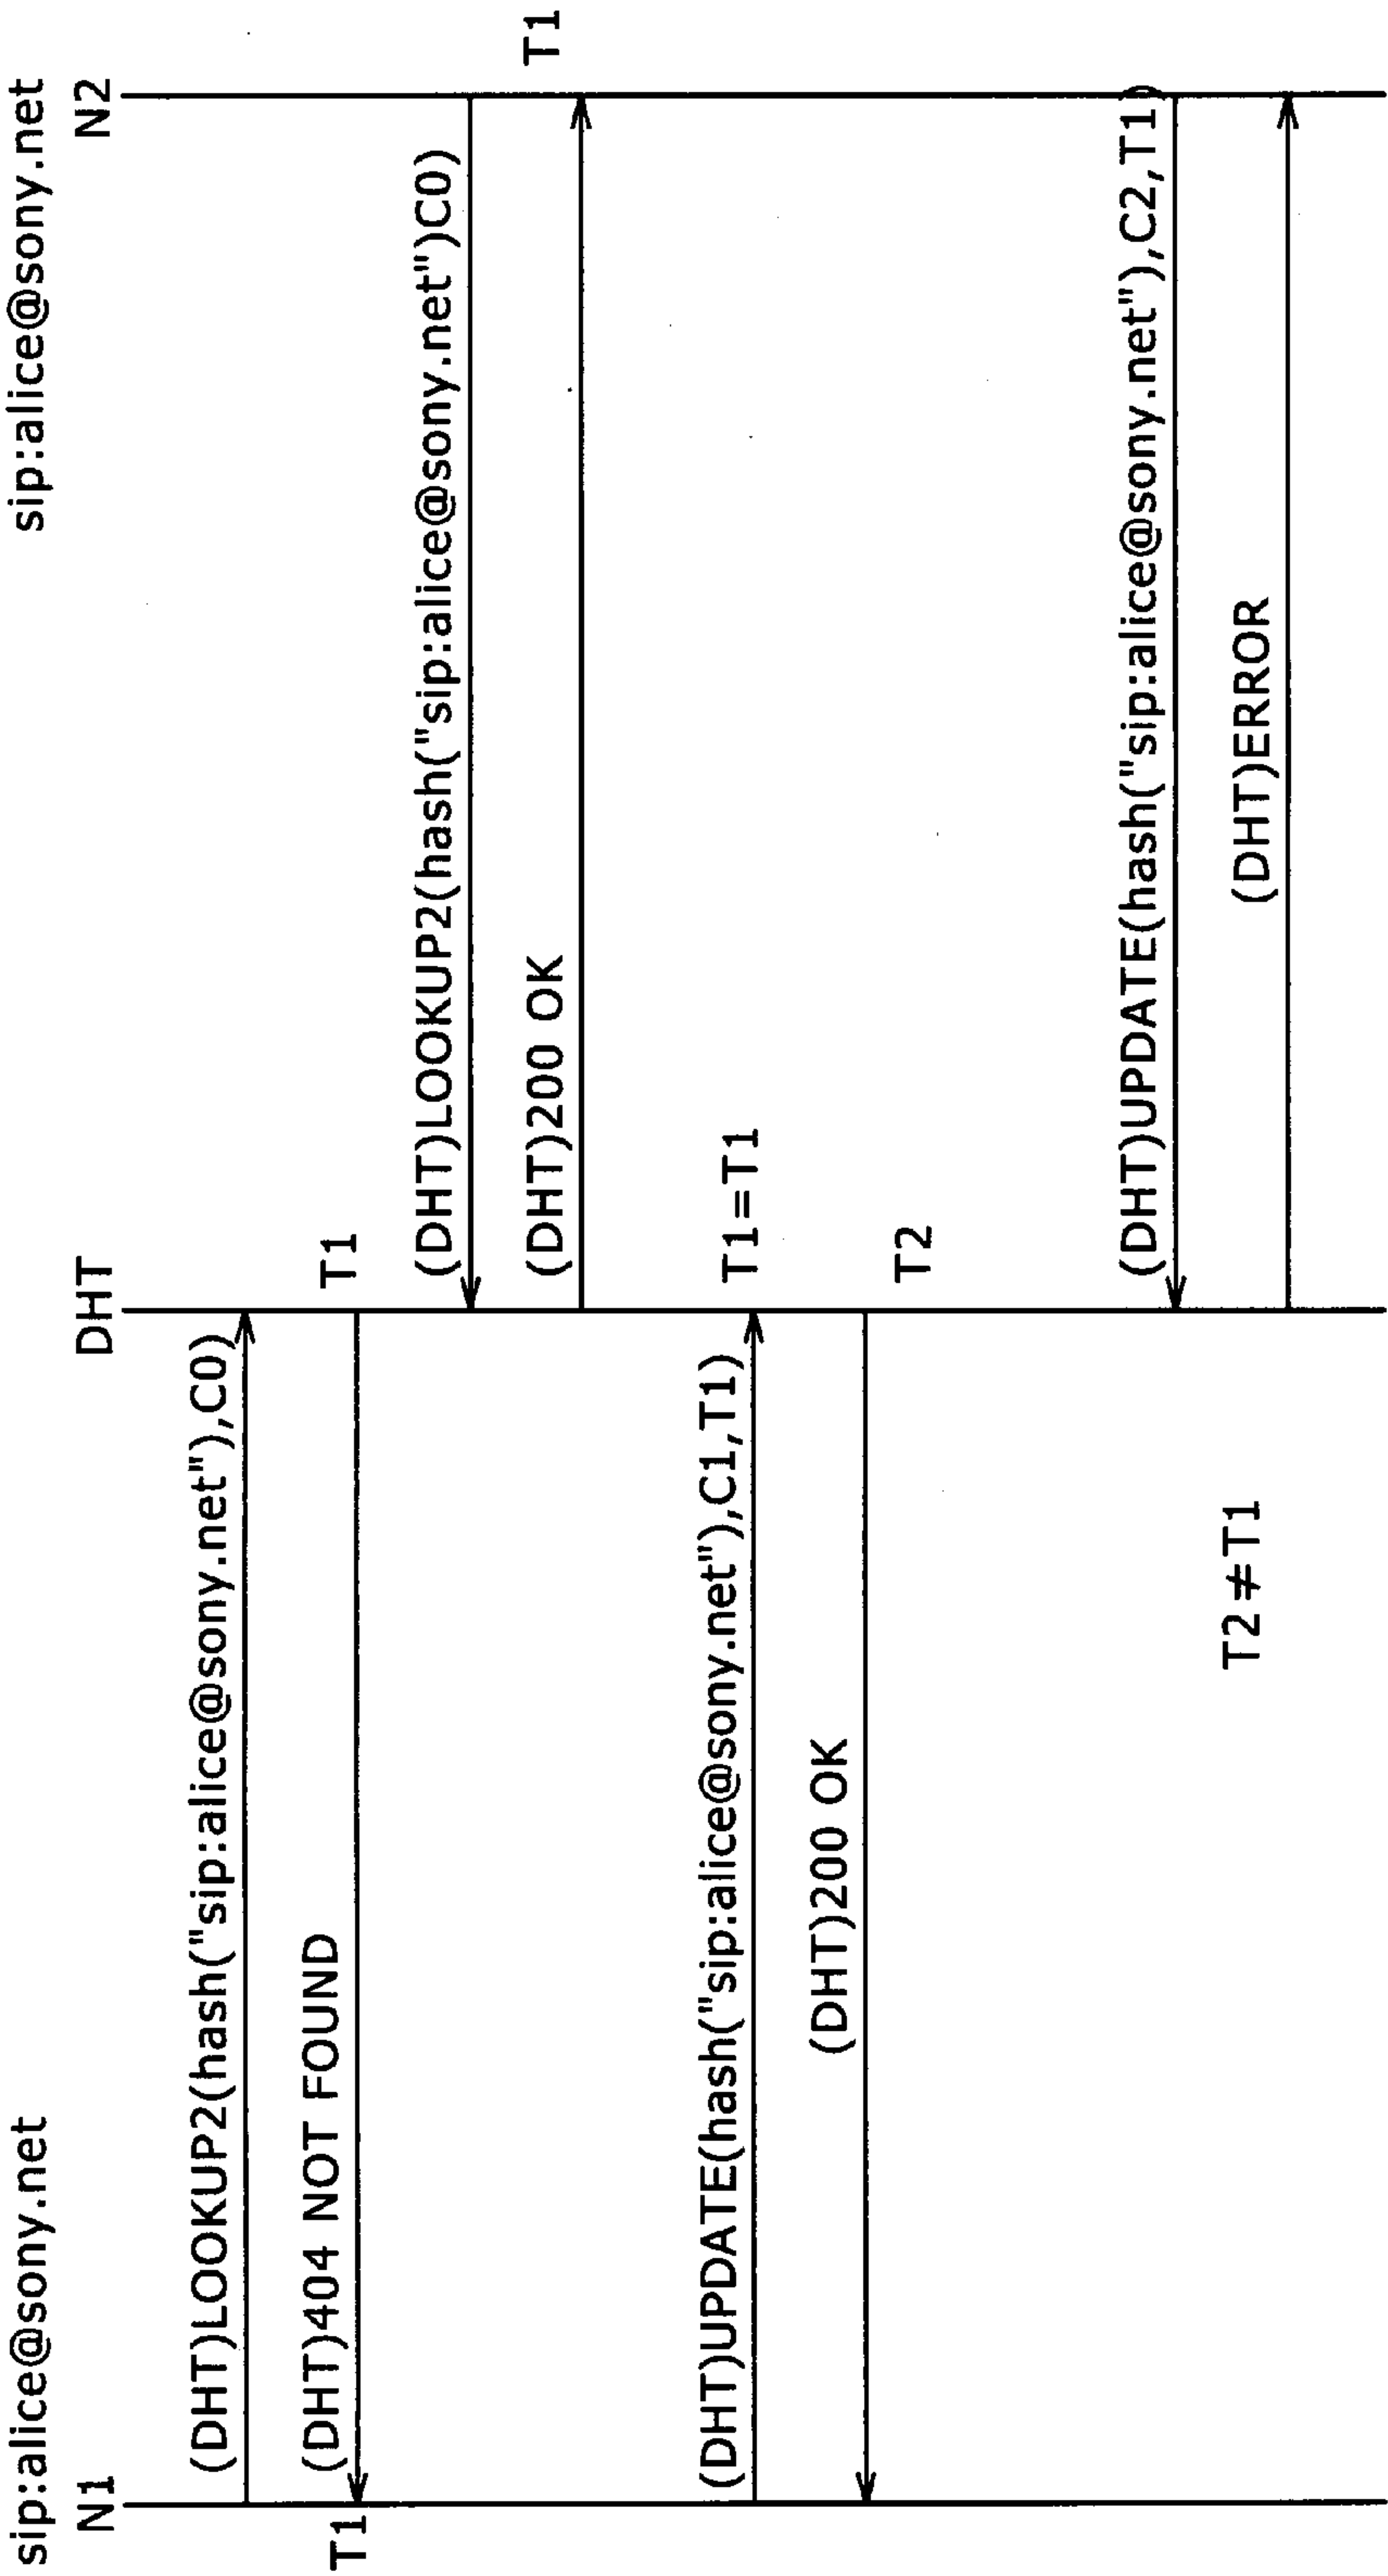 sip:alice@sony.net
sip:alice@sony.net
N1
DHT
N2
(DHT)LOOKUP2(hash("sip:alice@sony.net"),C0)
(DHT)404 NOT FOUND
T1
T1
(DHT)LOOKUP2(hash("sip:alice@sony.net")C0)
(DHT)200 OK
T1
(DHT)UPDATE(hash("sip:alice@sony.net"),C1,T1)
T1=T1
(DHT)200 OK
T2
(DHT)UPDATE(hash("sip:alice@sony.net"),C2,T1)
T2≠T1
(DHT)ERROR